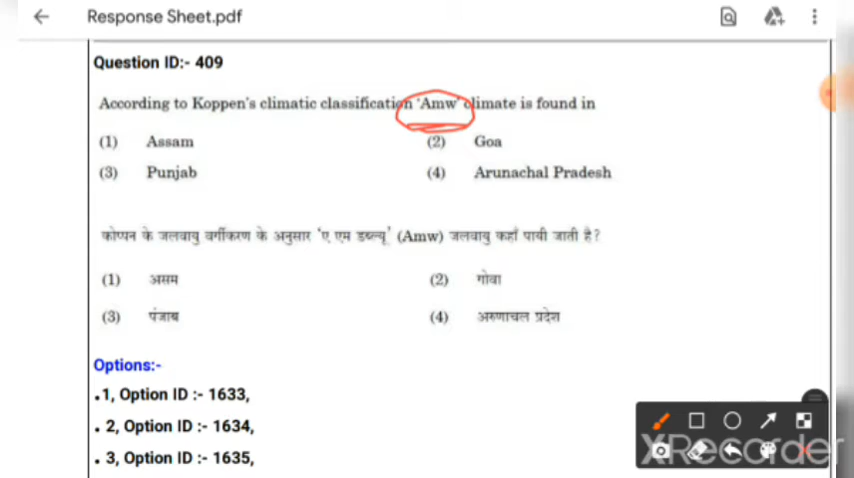 Response Sheet.pdf
Question ID:- 409
According to Koppen's climatic classification 'Amw' climate is found in
(1) Assam (2) Goa
(3) Punjab (4) Arunachal Pradesh
कोप्पन के जलवायु वर्गीकरण के अनुसार 'ए एम डब्ल्यू' (Amw) जलवायु कहाँ पायी जाती है?
(1) असम (2) गोवा
(3) पंजाब (4) अरुणाचल प्रदेश
Options:-
.1, Option ID :- 1633,
. 2, Option ID :- 1634,
. 3, Option ID :- 1635,
XRecorder